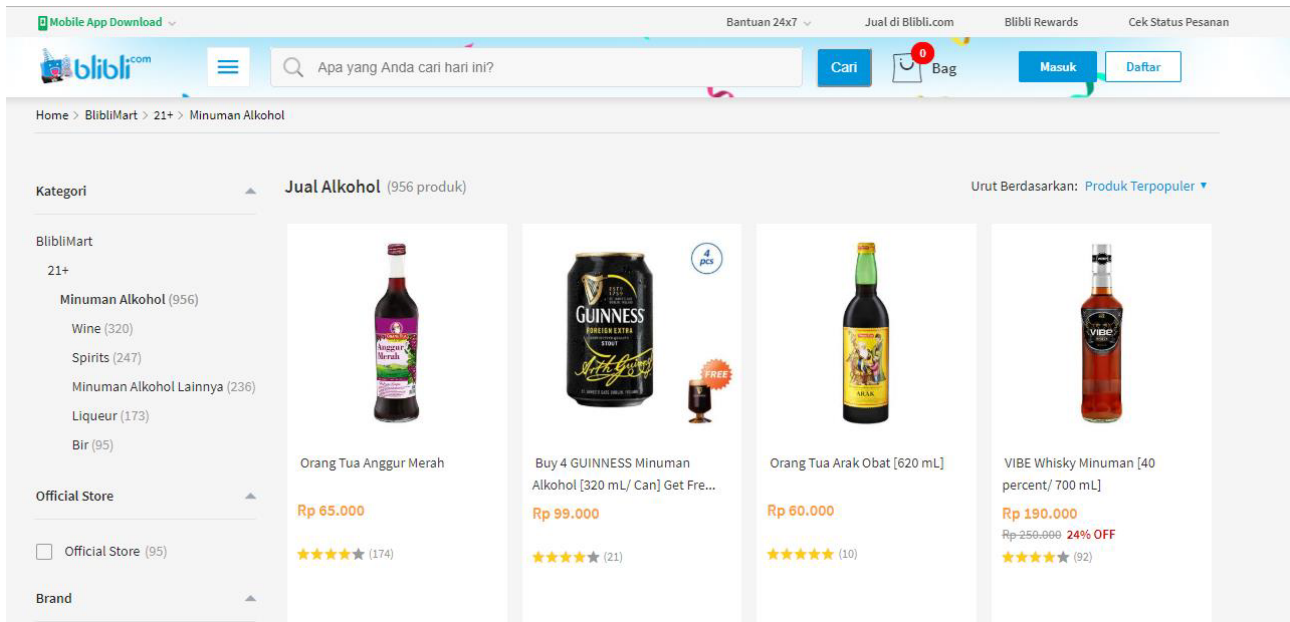 Mobile App Download
Bantuan 24x7
Jual di Blibli.com
Blibli Rewards
Cek Status Pesanan
blibli.com
Apa yang Anda cari hari ini?
Cari
0
Bag
Masuk
Daftar
Home > BlibliMart > 21+ > Minuman Alkohol
Kategori
BlibliMart
21+
Minuman Alkohol (956)
Wine (320)
Spirits (247)
Minuman Alkohol Lainnya (236)
Liqueur (173)
Bir (95)
Official Store
Official Store (95)
Brand
Jual Alkohol (956 produk)
Urut Berdasarkan: Produk Terpopuler
Anggur
Merah
Orang Tua Anggur Merah
Rp 65.000
(174)
4
pcs
GUINNESS
FOREIGN EXTRA
STOUT
FREE
Buy 4 GUINNESS Minuman
Alkohol [320 mL/ Can] Get Fre...
Rp 99.000
(21)
ARAK
Orang Tua Arak Obat [620 mL]
Rp 60.000
(10)
VIBE
VIBE Whisky Minuman [40
percent/ 700 mL]
Rp 190.000
Rp 250.000 24% OFF
(92)